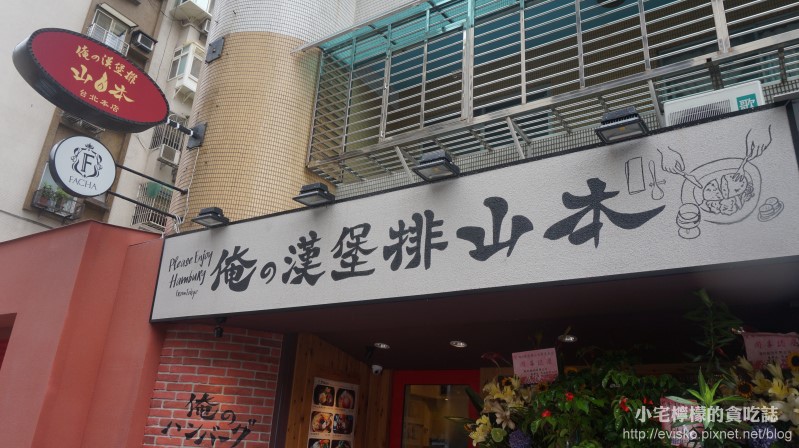 俺の漢堡排
山本
台北本店
F
FACHA
Please Enjoy
Hamburg
俺の漢堡排山本
俺の
ハンバーグ
小宅檸檬的貪吃誌
http://evisko.pixnet.net/blog